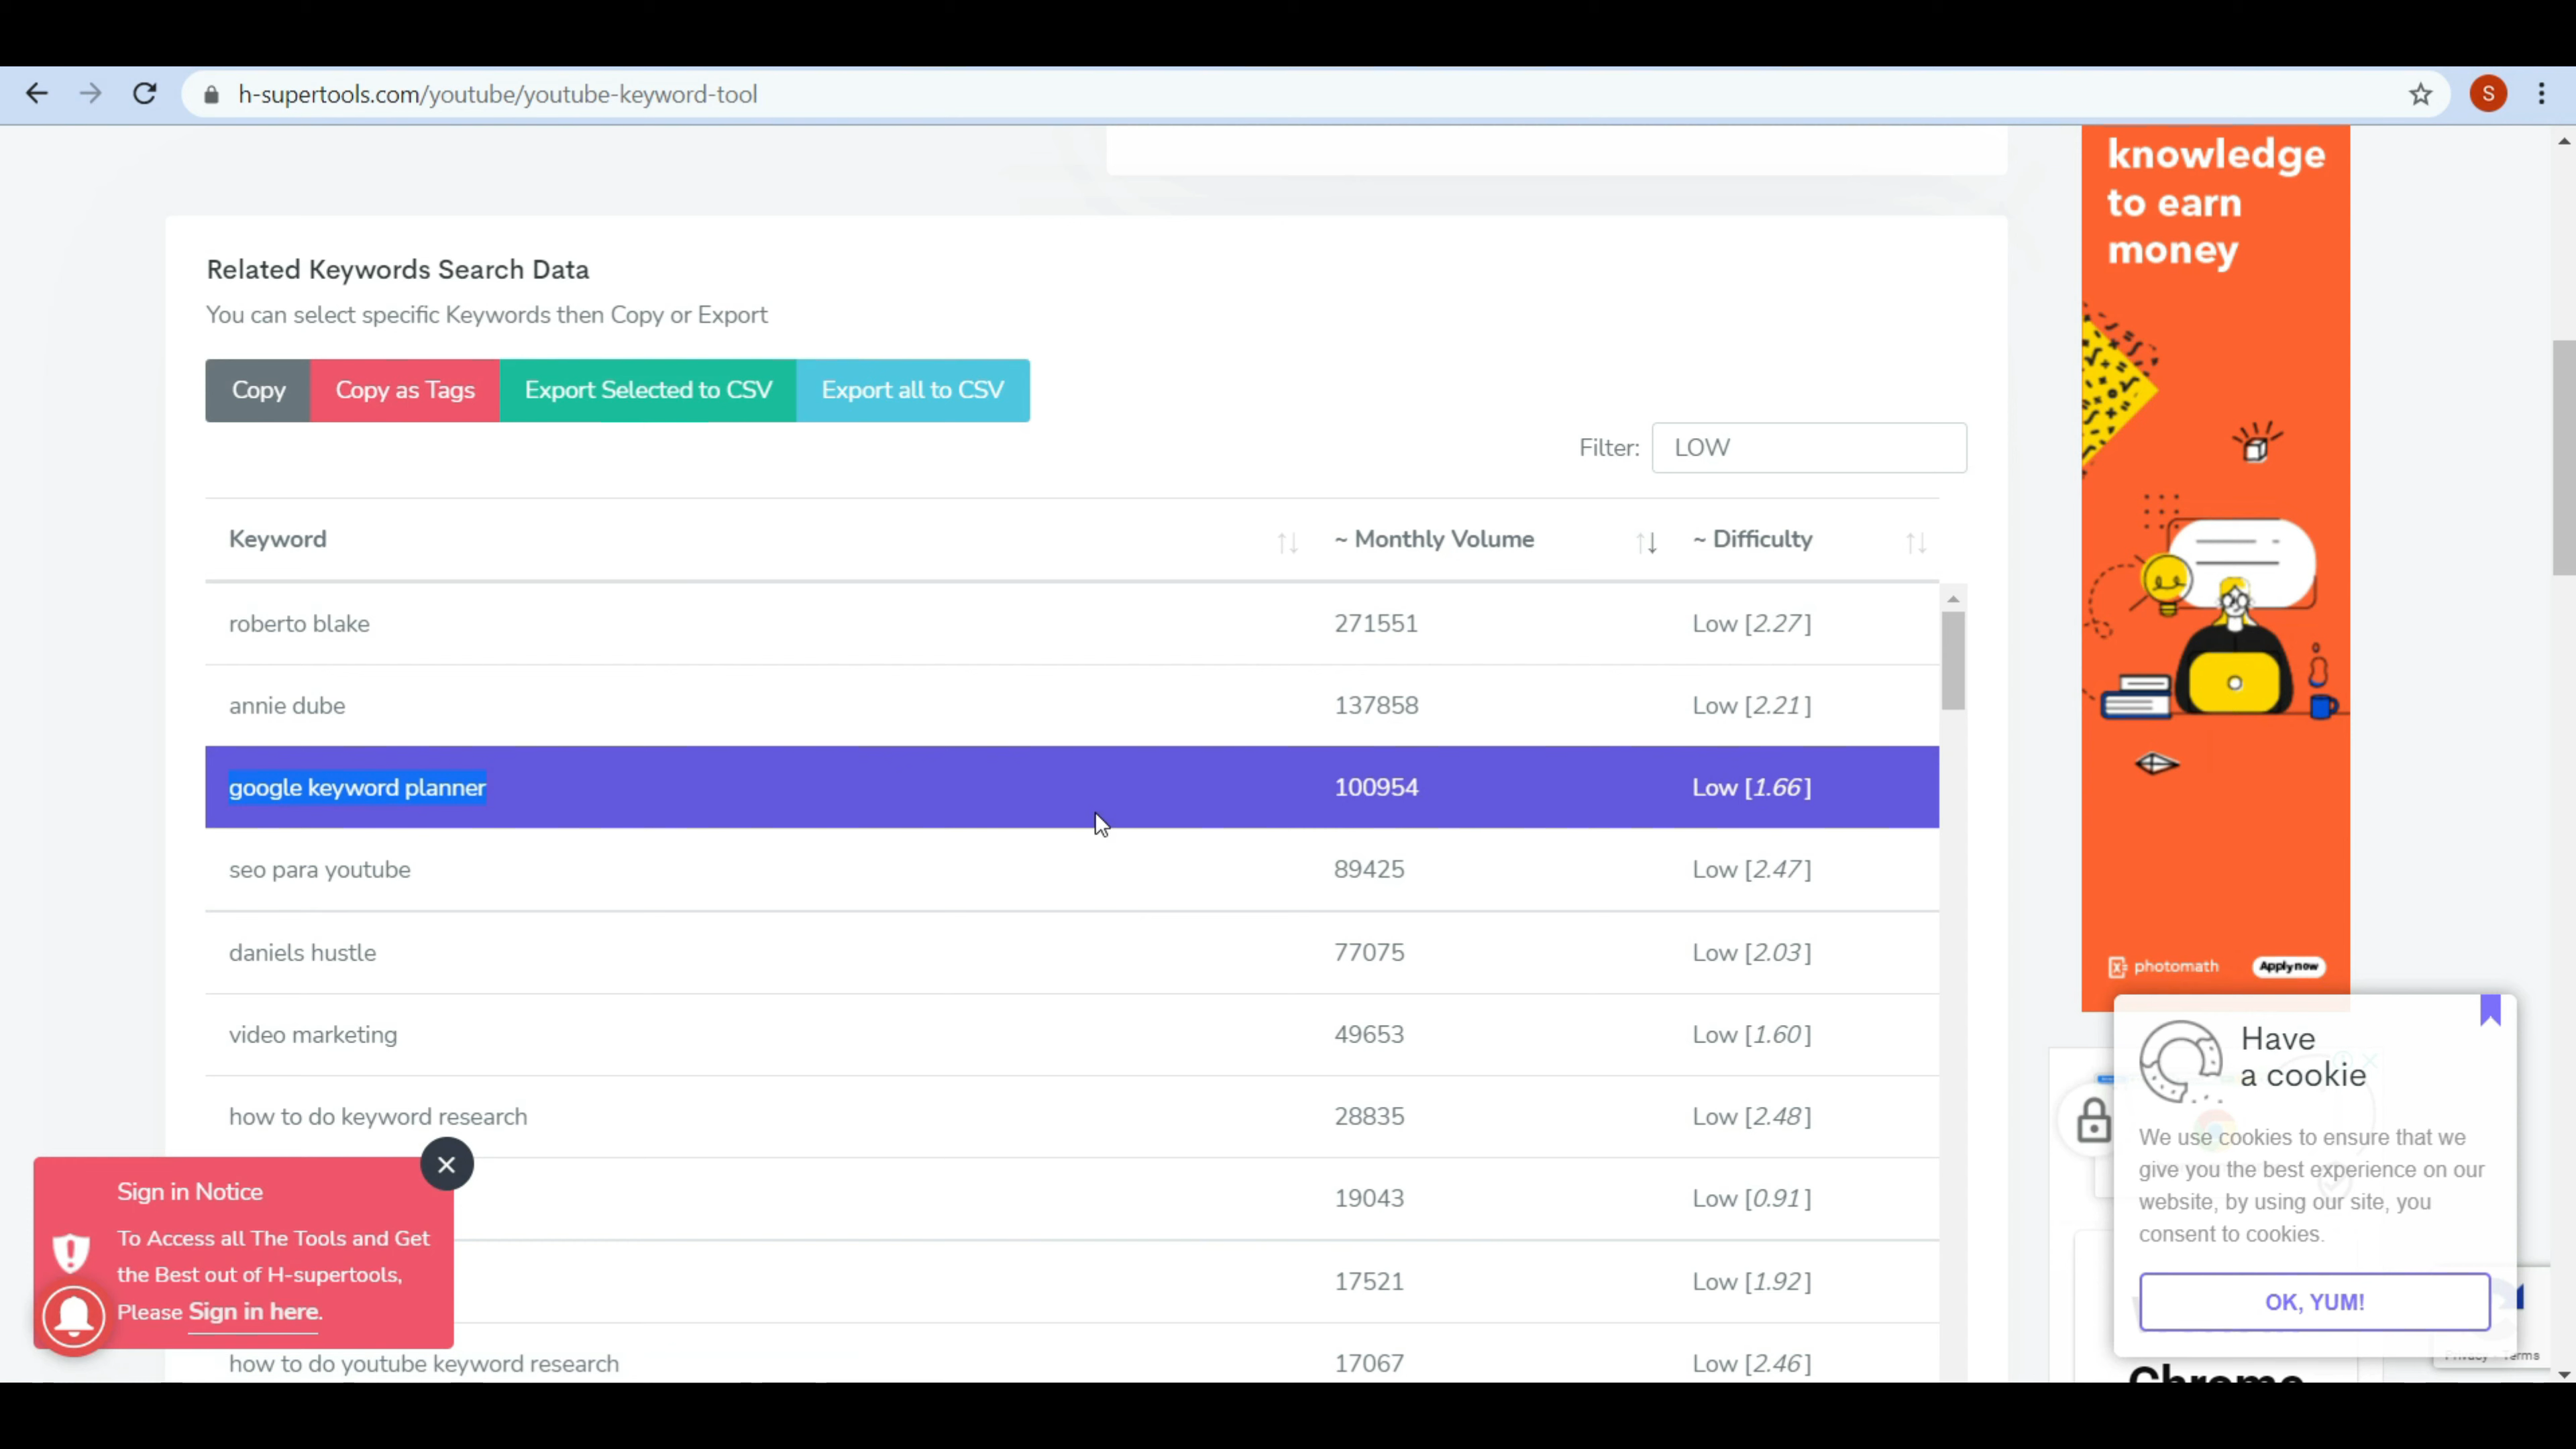 h-supertools.com/youtube/youtube-keyword-tool
S
knowledge
to earn
money
Related Keywords Search Data
You can select specific Keywords then Copy or Export
Copy
Copy as Tags
Export Selected to CSV
Export all to CSV
Filter: LOW
Keyword
~ Monthly Volume
~ Difficulty
roberto blake 271551 Low [2.27]
annie dube 137858 Low [2.21]
google keyword planner 100954 Low [1.66]
seo para youtube 89425 Low [2.47]
daniels hustle 77075 Low [2.03]
video marketing 49653 Low [1.60]
how to do keyword research 28835 Low [2.48]
19043 Low [0.91]
17521 Low [1.92]
how to do youtube keyword research 17067 Low [2.46]
photomath
Apply now
Sign in Notice
To Access all The Tools and Get
the Best out of H-supertools,
Please Sign in here.
Have
a cookie
We use cookies to ensure that we
give you the best experience on our
website, by using our site, you
consent to cookies.
OK, YUM!
Terms